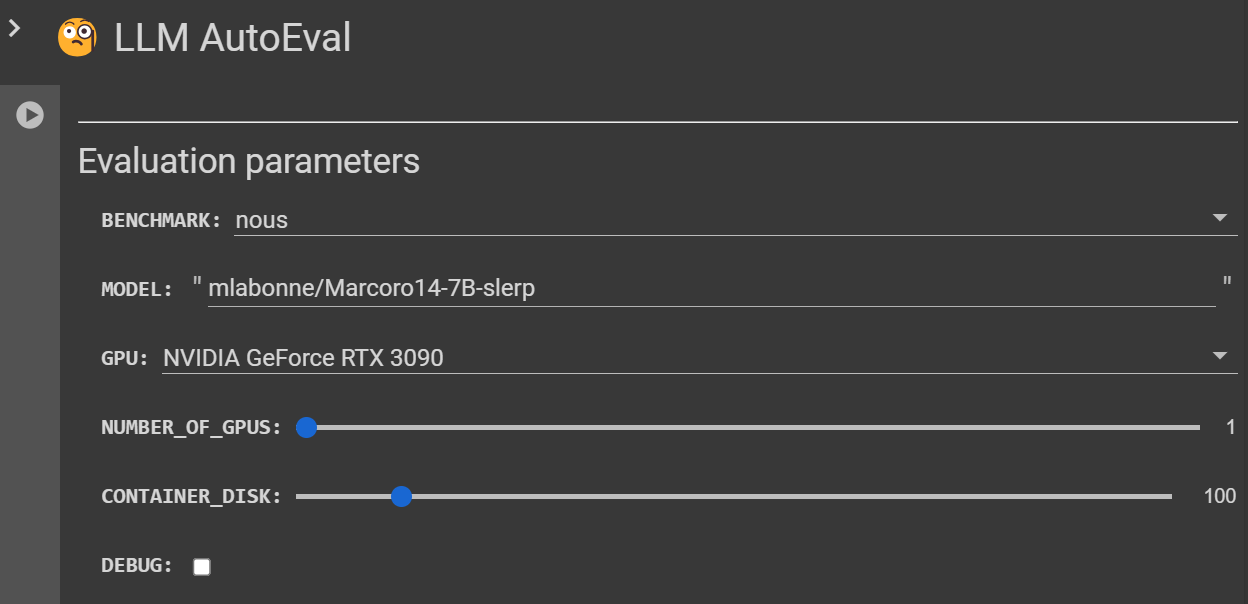 🧐 LLM AutoEval
Evaluation parameters
BENCHMARK: nous
MODEL: " mlabonne/Marcoro14-7B-slerp "
GPU: NVIDIA GeForce RTX 3090
NUMBER_OF_GPUS: 1
CONTAINER_DISK: 100
DEBUG: